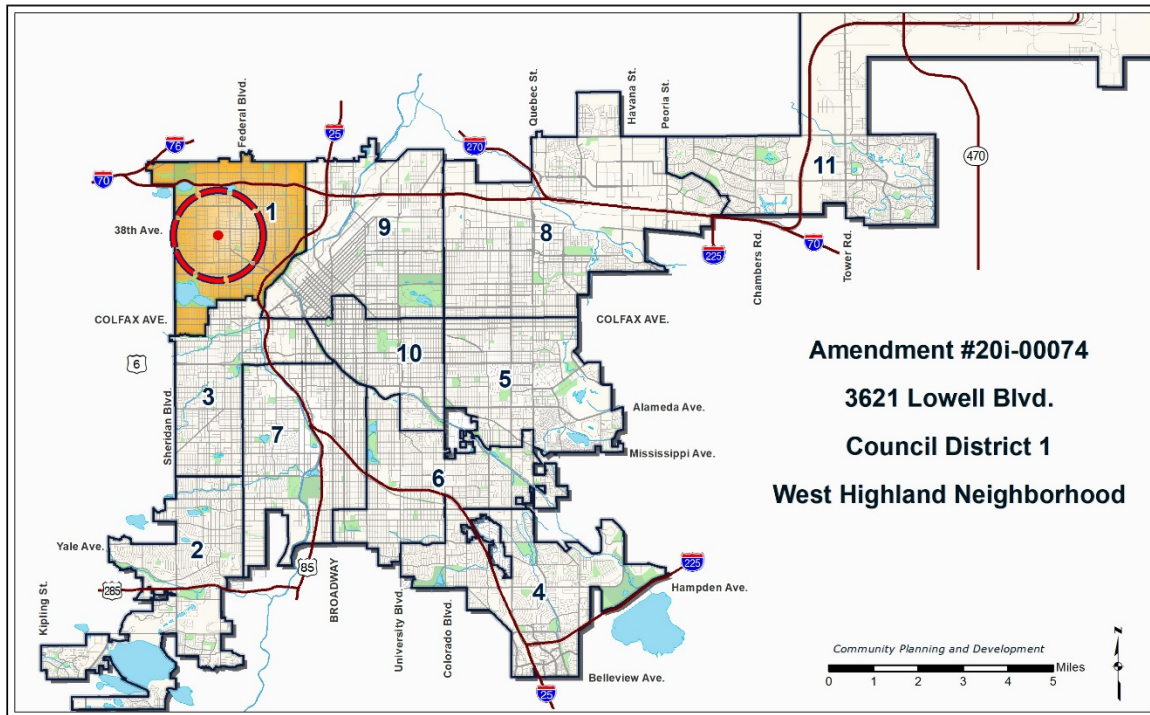 Federal Blvd.
Quebec St.
Havana St.
Peoria St.
76
25
270
470
70
11
1
9
8
38th Ave.
225
Chambers Rd.
70
Tower Rd.
COLFAX AVE.
COLFAX AVE.
6
10
5
3
Sheridan Blvd.
7
Alameda Ave.
Mississippi Ave.
6
Yale Ave.
2
85
BROADWAY
285
225
Hampden Ave.
4
Kipling St.
University Blvd.
Colorado Blvd.
Belleview Ave.
25
Amendment #20i-00074
3621 Lowell Blvd.
Council District 1
West Highland Neighborhood
Community Planning and Development
Miles
0 1 2 3 4 5
N